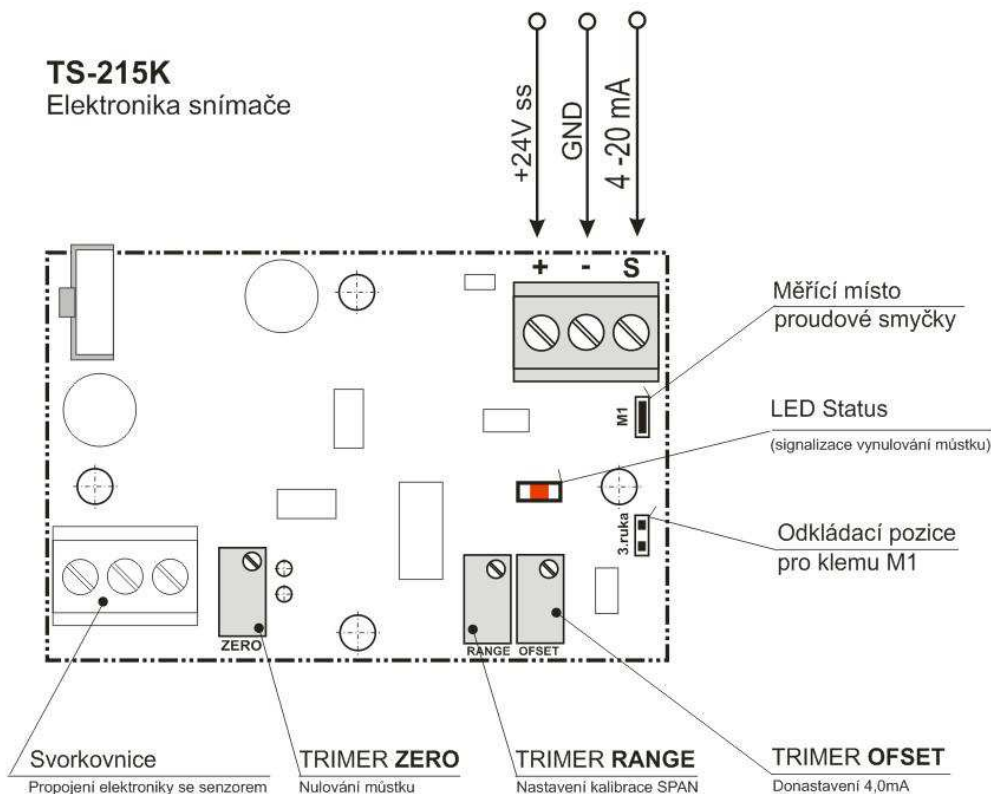 TS-215K
Elektronika snímače
+24V ss
GND
4 -20 mA
+ - S
Měřící místo
proudové smyčky
M1
LED Status
(signalizace vynulování můstku)
3.ruka
Odkládací pozice
pro klemu M1
ZERO
RANGE
OFSET
Svorkovnice
Propojení elektroniky se senzorem
TRIMER ZERO
Nulování můstku
TRIMER RANGE
Nastavení kalibrace SPAN
TRIMER OFSET
Donastavení 4,0mA